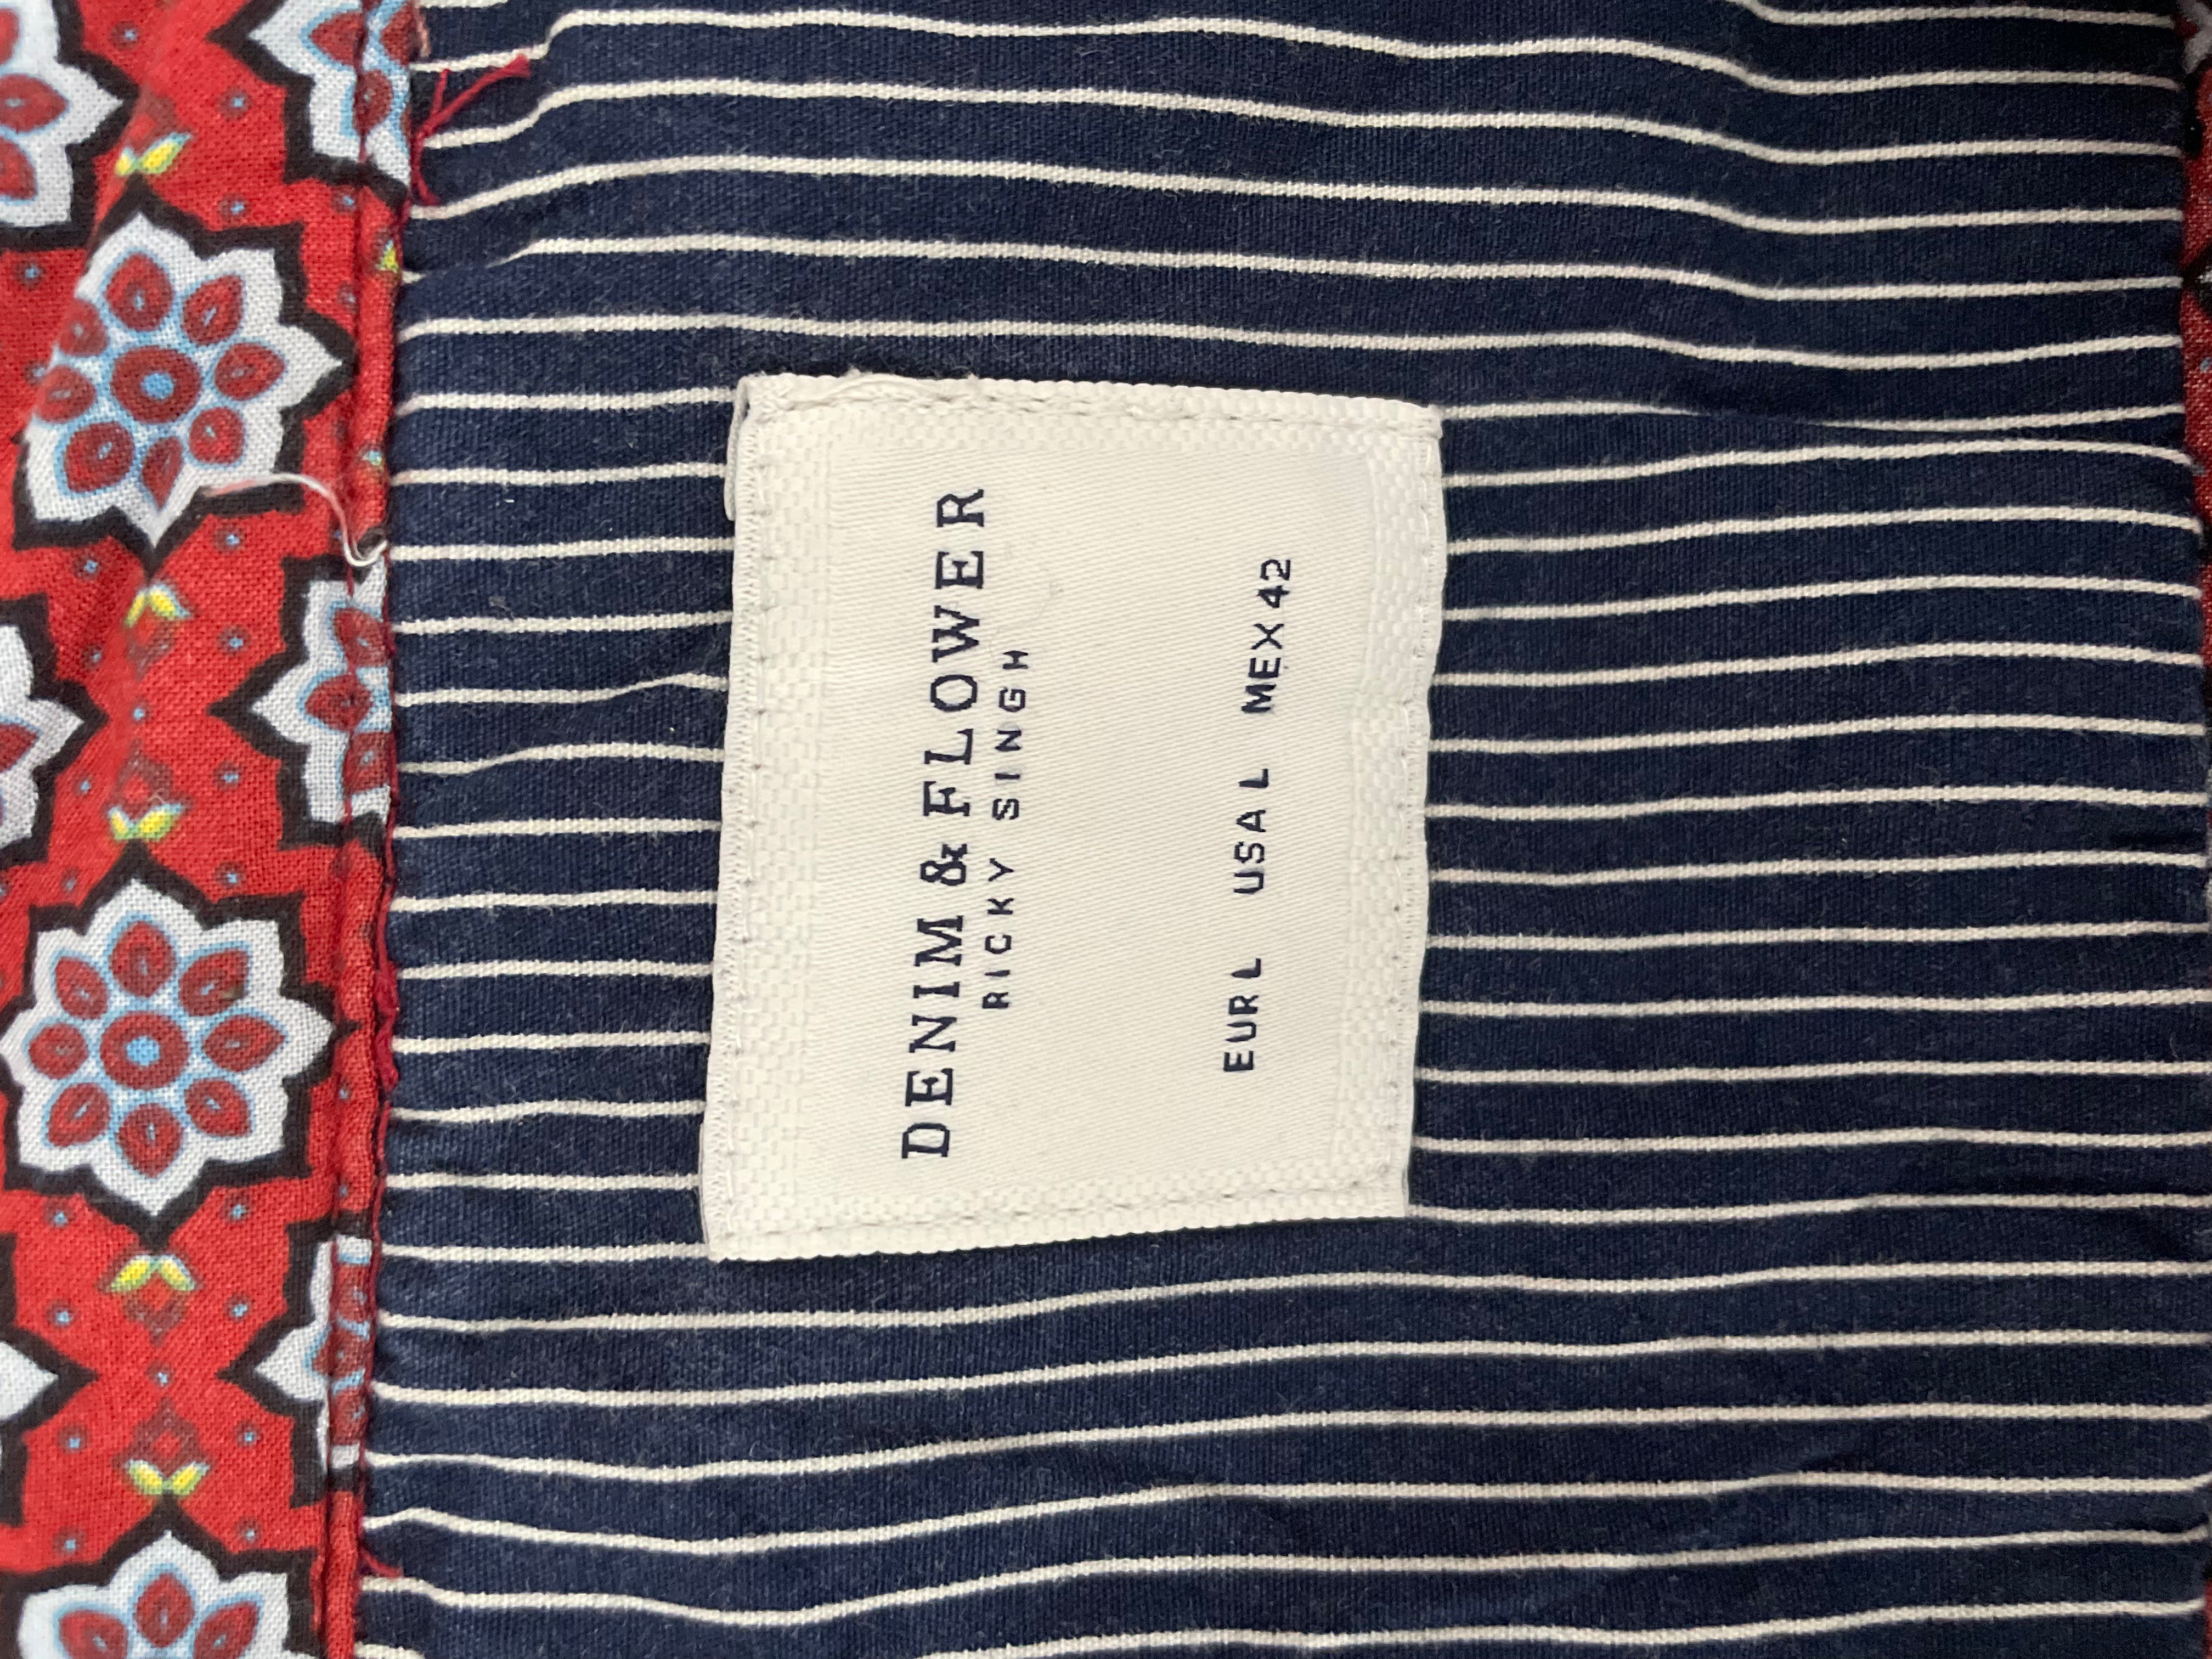 DENIM & FLOWER
RICKY SINGH
EUR L USA L MEX 42